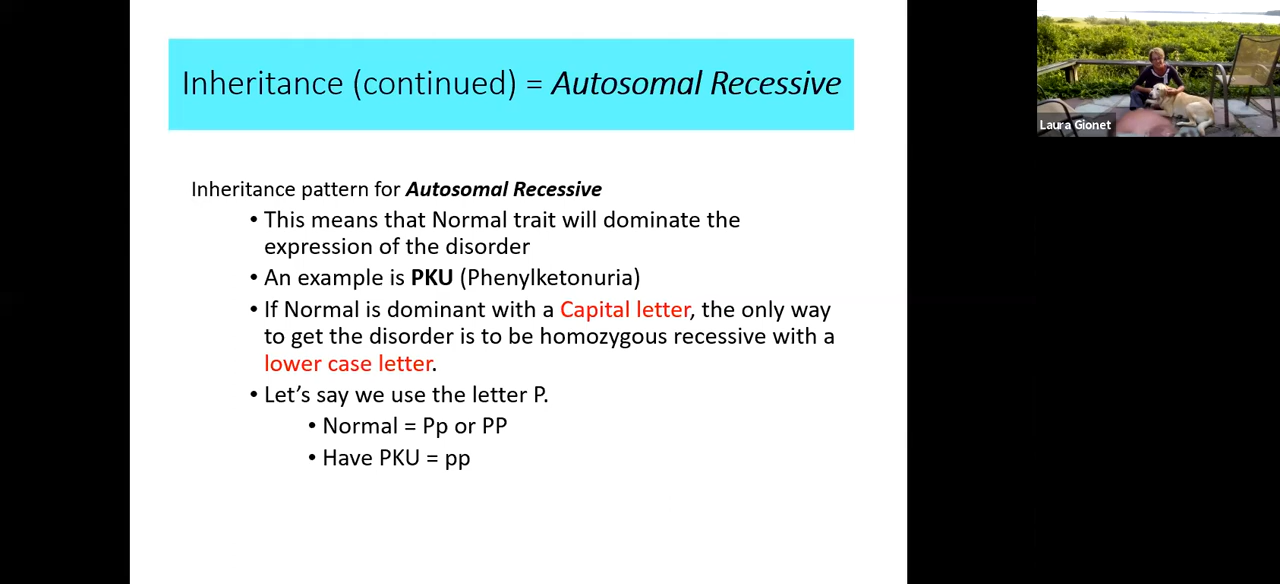 Inheritance (continued) = Autosomal Recessive
Laura Gionet
Inheritance pattern for Autosomal Recessive
• This means that Normal trait will dominate the
expression of the disorder
• An example is PKU (Phenylketonuria)
• If Normal is dominant with a Capital letter, the only way
to get the disorder is to be homozygous recessive with a
lower case letter.
• Let’s say we use the letter P.
• Normal = Pp or PP
• Have PKU = pp